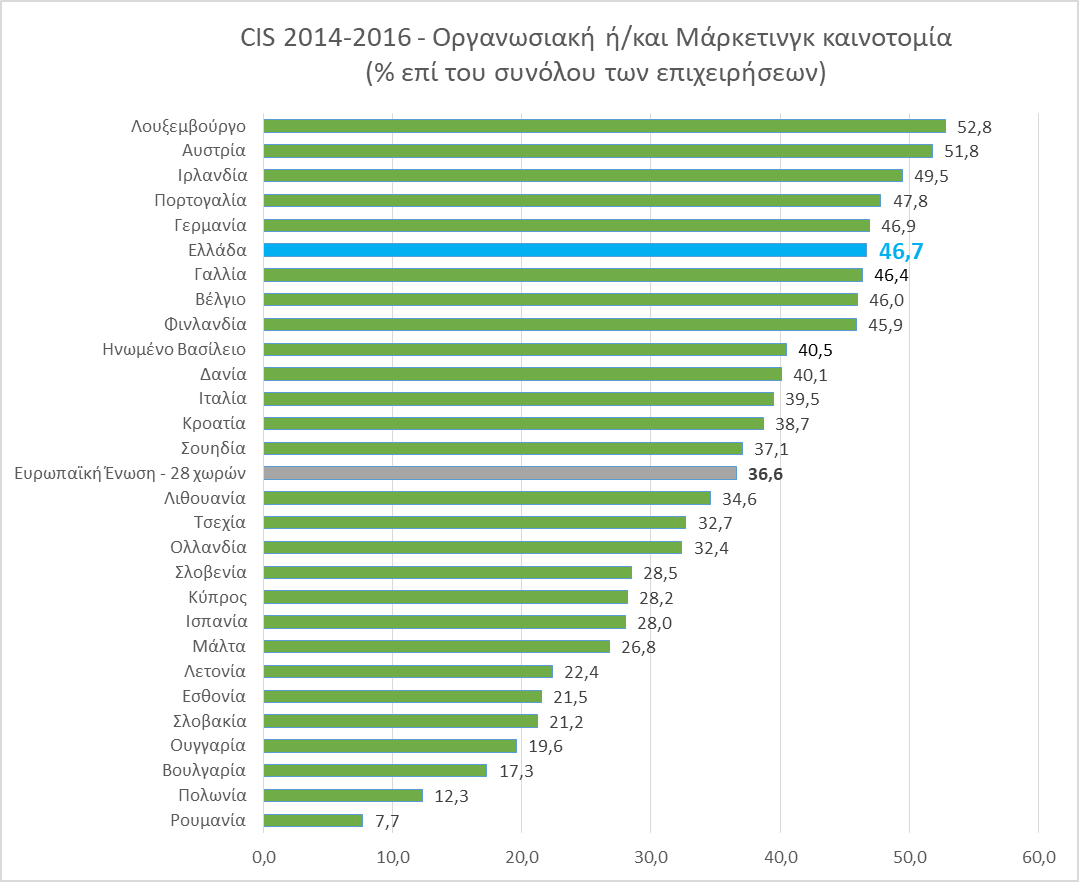 CIS 2014-2016 - Οργανωσιακή ή/και Μάρκετινγκ καινοτομία
(% επί του συνόλου των επιχειρήσεων)
Λουξεμβούργο 52,8
Αυστρία 51,8
Ιρλανδία 49,5
Πορτογαλία 47,8
Γερμανία 46,9
Ελλάδα 46,7
Γαλλία 46,4
Βέλγιο 46,0
Φινλανδία 45,9
Ηνωμένο Βασίλειο 40,5
Δανία 40,1
Ιταλία 39,5
Κροατία 38,7
Σουηδία 37,1
Ευρωπαϊκή Ένωση - 28 χωρών 36,6
Λιθουανία 34,6
Τσεχία 32,7
Ολλανδία 32,4
Σλοβενία 28,5
Κύπρος 28,2
Ισπανία 28,0
Μάλτα 26,8
Λετονία 22,4
Εσθονία 21,5
Σλοβακία 21,2
Ουγγαρία 19,6
Βουλγαρία 17,3
Πολωνία 12,3
Ρουμανία 7,7
0,0 10,0 20,0 30,0 40,0 50,0 60,0